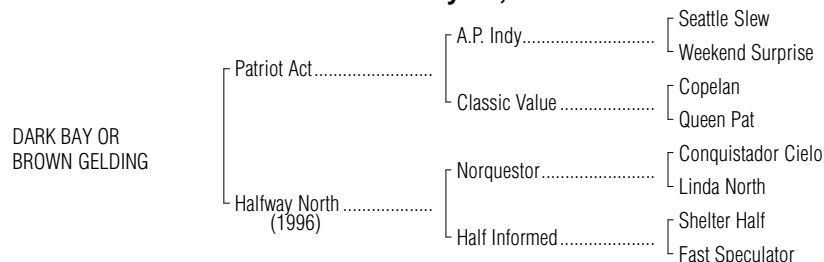 Seattle Slew
A.P. Indy............................
Weekend Surprise
Patriot Act.........................
Copelan
Classic Value ....................
Queen Pat
DARK BAY OR
BROWN GELDING
Conquistador Cielo
Norquestor........................
Linda North
Halfway North ...................
(1996)
Shelter Half
Half Informed....................
Fast Speculator